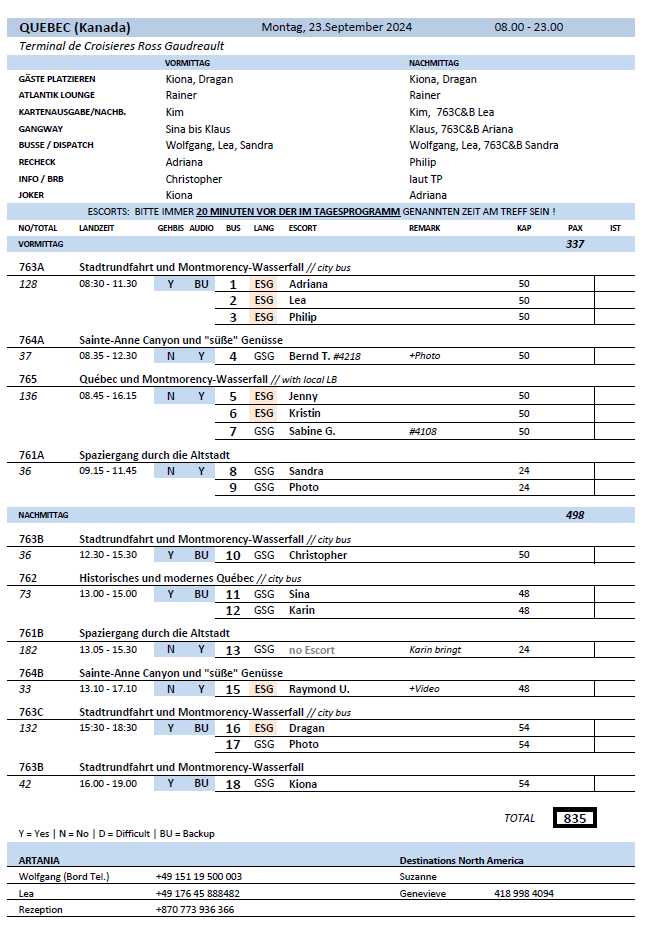 QUEBEC (Kanada) Montag, 23.September 2024 08.00 - 23.00
Terminal de Croisieres Ross Gaudreault
VORMITTAG NACHMITTAG
GÄSTE PLATZIEREN Kiona, Dragan Kiona, Dragan
ATLANTIK LOUNGE Rainer Rainer
KARTENAUSGABE/NACHB. Kim Kim, 763C&B Lea
GANGWAY Sina bis Klaus Klaus, 763C&B Ariana
BUSSE / DISPATCH Wolfgang, Lea, Sandra Wolfgang, Lea, 763C&B Sandra
RECHECK Adriana Philip
INFO / BRB Christopher laut TP
JOKER Kiona Adriana
ESCORTS: BITTE IMMER 20 MINUTEN VOR DER IM TAGESPROGRAMM GENANNTEN ZEIT AM TREFF SEIN !
NO/TOTAL LANDZEIT GEHBIS AUDIO BUS LANG ESCORT REMARK KAP PAX IST
VORMITTAG 337
763A Stadtrundfahrt und Montmorency-Wasserfall // city bus
128 08:30 - 11.30 Y BU 1 ESG Adriana 50
2 ESG Lea 50
3 ESG Philip 50
764A Sainte-Anne Canyon und "süße" Genüsse
37 08.35 - 12.30 N Y 4 GSG Bernd T. #4218 +Photo 50
765 Québec und Montmorency-Wasserfall // with local LB
136 08.45 - 16.15 N Y 5 ESG Jenny 50
6 ESG Kristin 50
7 GSG Sabine G. #4108 50
761A Spaziergang durch die Altstadt
36 09.15 - 11.45 N Y 8 GSG Sandra 24
9 GSG Photo 24
NACHMITTAG 498
763B Stadtrundfahrt und Montmorency-Wasserfall // city bus
36 12.30 - 15.30 Y BU 10 GSG Christopher 50
762 Historisches und modernes Québec // city bus
73 13.00 - 15.00 Y BU 11 GSG Sina 48
12 GSG Karin 48
761B Spaziergang durch die Altstadt
182 13.05 - 15.30 N Y 13 GSG no Escort Karin bringt 24
764B Sainte-Anne Canyon und "süße" Genüsse
33 13.10 - 17.10 N Y 15 ESG Raymond U. +Video 48
763C Stadtrundfahrt und Montmorency-Wasserfall // city bus
132 15:30 - 18:30 Y BU 16 ESG Dragan 54
17 GSG Photo 54
763B Stadtrundfahrt und Montmorency-Wasserfall
42 16.00 - 19.00 Y BU 18 GSG Kiona 54
TOTAL 835
Y = Yes | N = No | D = Difficult | BU = Backup
ARTANIA Destinations North America
Wolfgang (Bord Tel.) +49 151 19 500 003 Suzanne
Lea +49 176 45 888482 Genevieve 418 998 4094
Rezeption +870 773 936 366